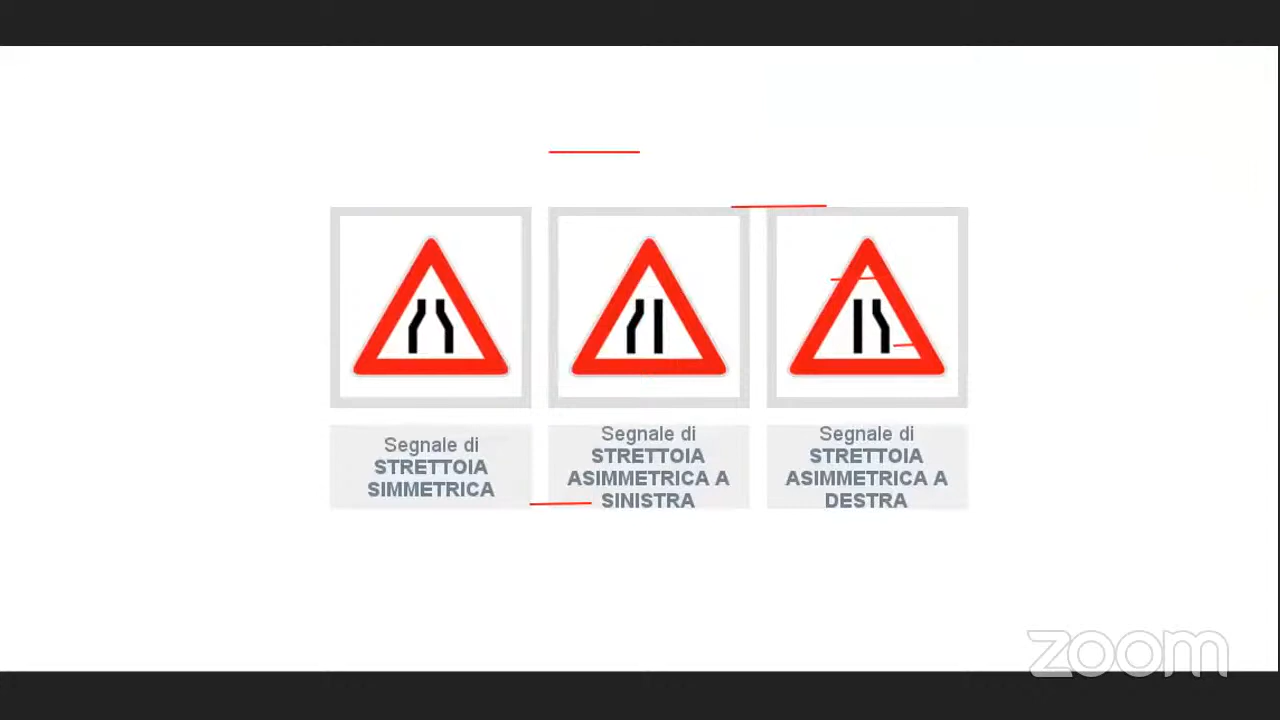 Segnale di
STRETTOIA
SIMMETRICA
Segnale di
STRETTOIA
ASIMMETRICA A
SINISTRA
Segnale di
STRETTOIA
ASIMMETRICA A
DESTRA
zoom